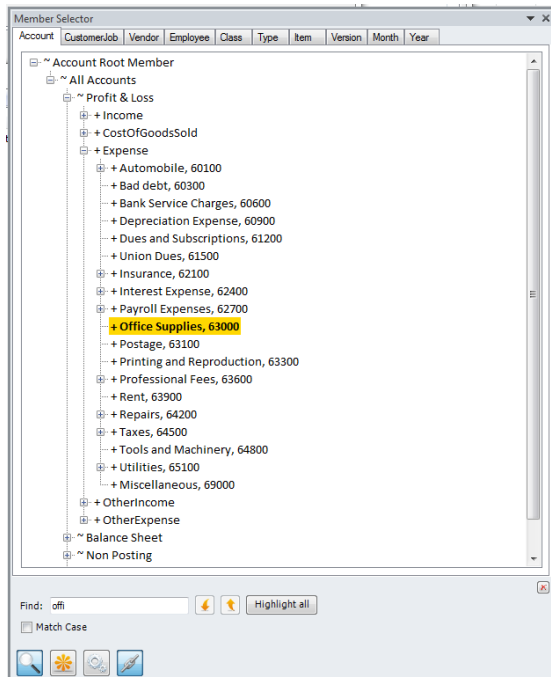 Member Selector
Account CustomerJob Vendor Employee Class Type Item Version Month Year
~ Account Root Member
~ All Accounts
~ Profit & Loss
+ Income
+ CostOfGoodsSold
+ Expense
+ Automobile, 60100
+ Bad debt, 60300
+ Bank Service Charges, 60600
+ Depreciation Expense, 60900
+ Dues and Subscriptions, 61200
+ Union Dues, 61500
+ Insurance, 62100
+ Interest Expense, 62400
+ Payroll Expenses, 62700
+ Office Supplies, 63000
+ Postage, 63100
+ Printing and Reproduction, 63300
+ Professional Fees, 63600
+ Rent, 63900
+ Repairs, 64200
+ Taxes, 64500
+ Tools and Machinery, 64800
+ Utilities, 65100
+ Miscellaneous, 69000
+ OtherIncome
+ OtherExpense
~ Balance Sheet
~ Non Posting
Find: offi Highlight all
Match Case